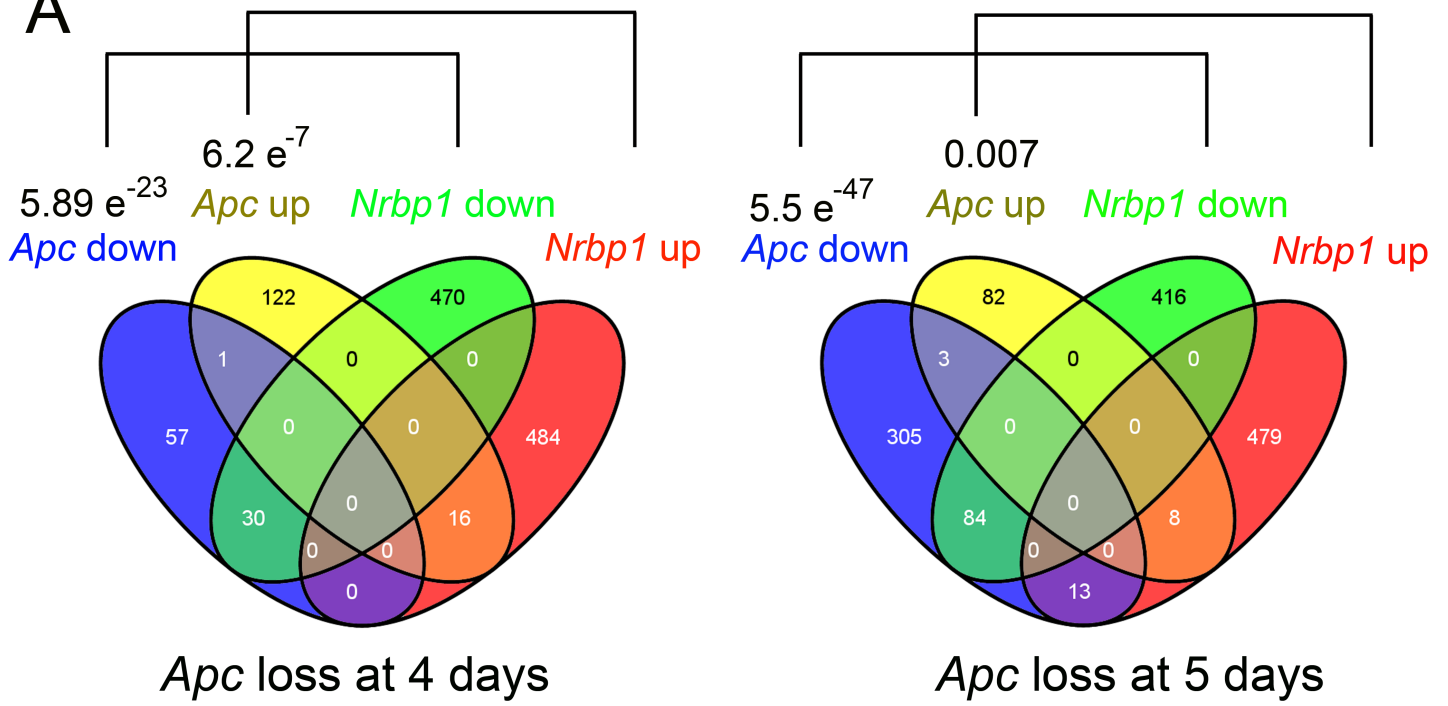 A
6.2 e-7
5.89 e-23
Apc up
Nrbp1 down
Apc down
Nrbp1 up
122
470
1
0
0
57
0
0
484
30
0
16
0
0
0
Apc loss at 4 days
0.007
5.5 e-47
Apc up
Nrbp1 down
Apc down
Nrbp1 up
82
416
3
0
0
305
0
0
479
84
0
8
0
0
13
Apc loss at 5 days